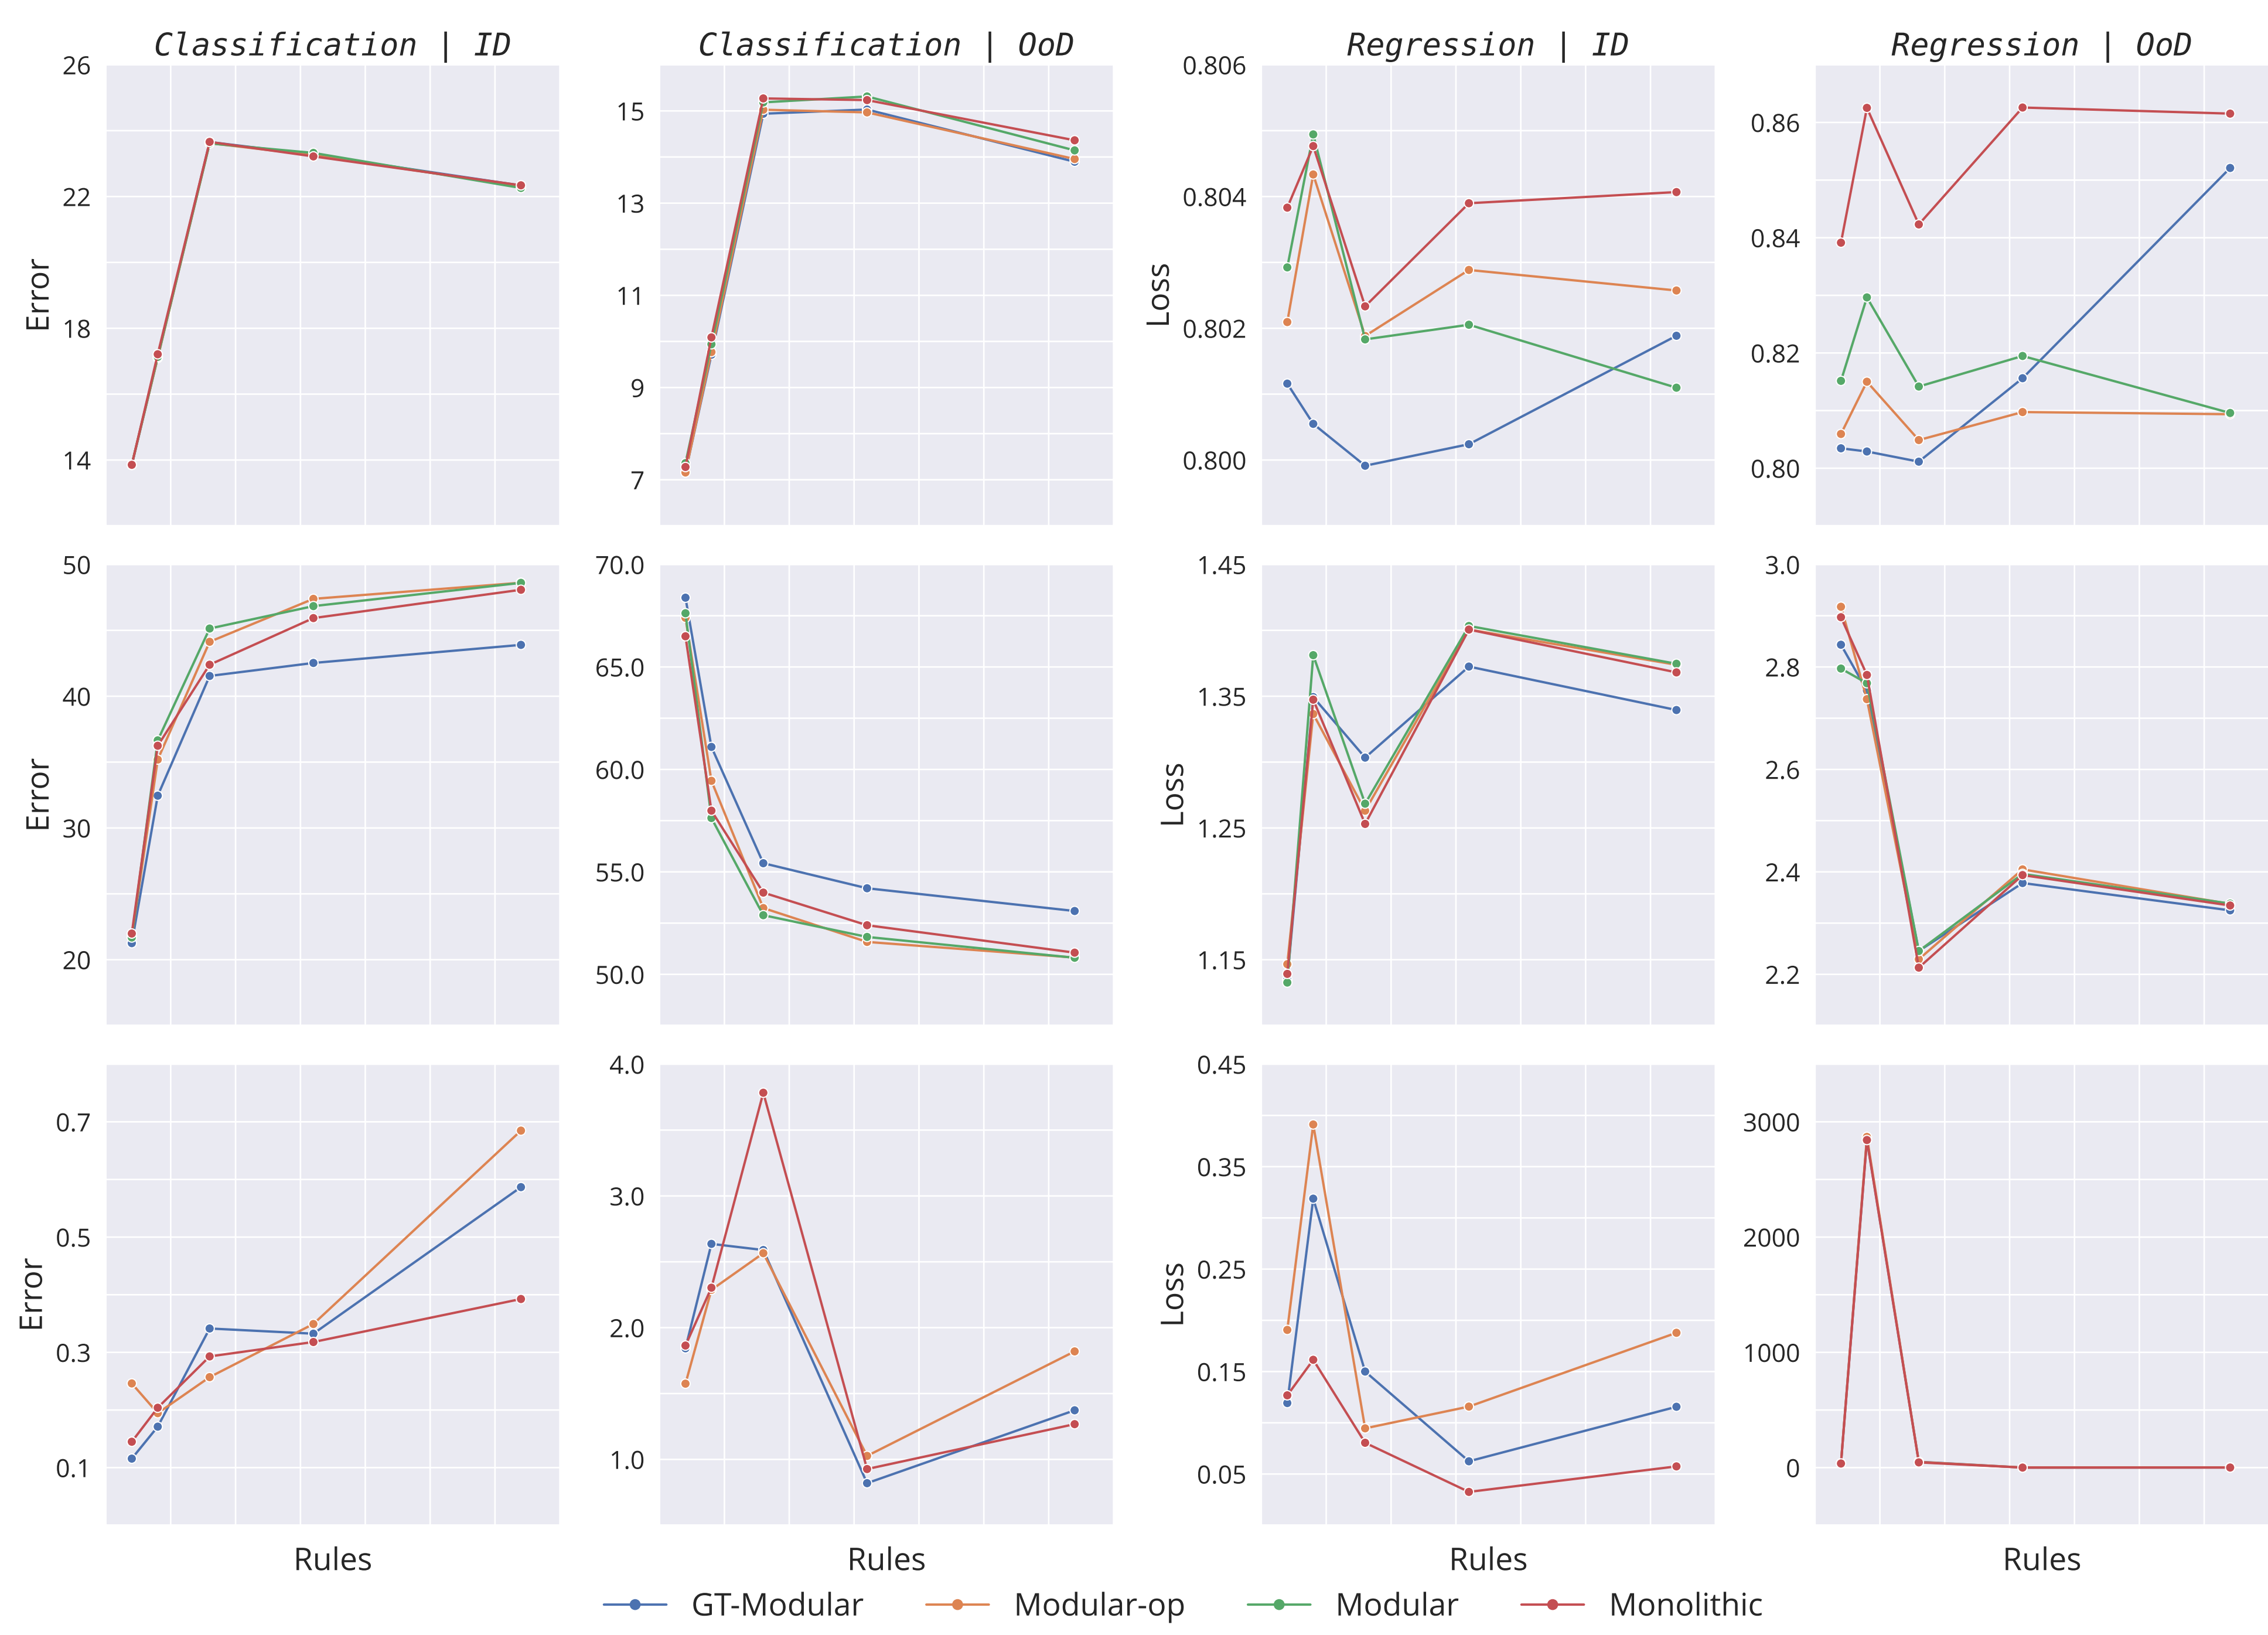 Classification | ID
Classification | OoD
Regression | ID
Regression | OoD
26
22
18
14
Error
15
13
11
9
7
0.806
0.804
0.802
0.800
Loss
0.86
0.84
0.82
0.80
50
40
30
20
Error
70.0
65.0
60.0
55.0
50.0
1.45
1.35
1.25
1.15
Loss
3.0
2.8
2.6
2.4
2.2
0.7
0.5
0.3
0.1
Error
4.0
3.0
2.0
1.0
0.45
0.35
0.25
0.15
0.05
Loss
3000
2000
1000
0
Rules
Rules
Rules
Rules
GT-Modular
Modular-op
Modular
Monolithic